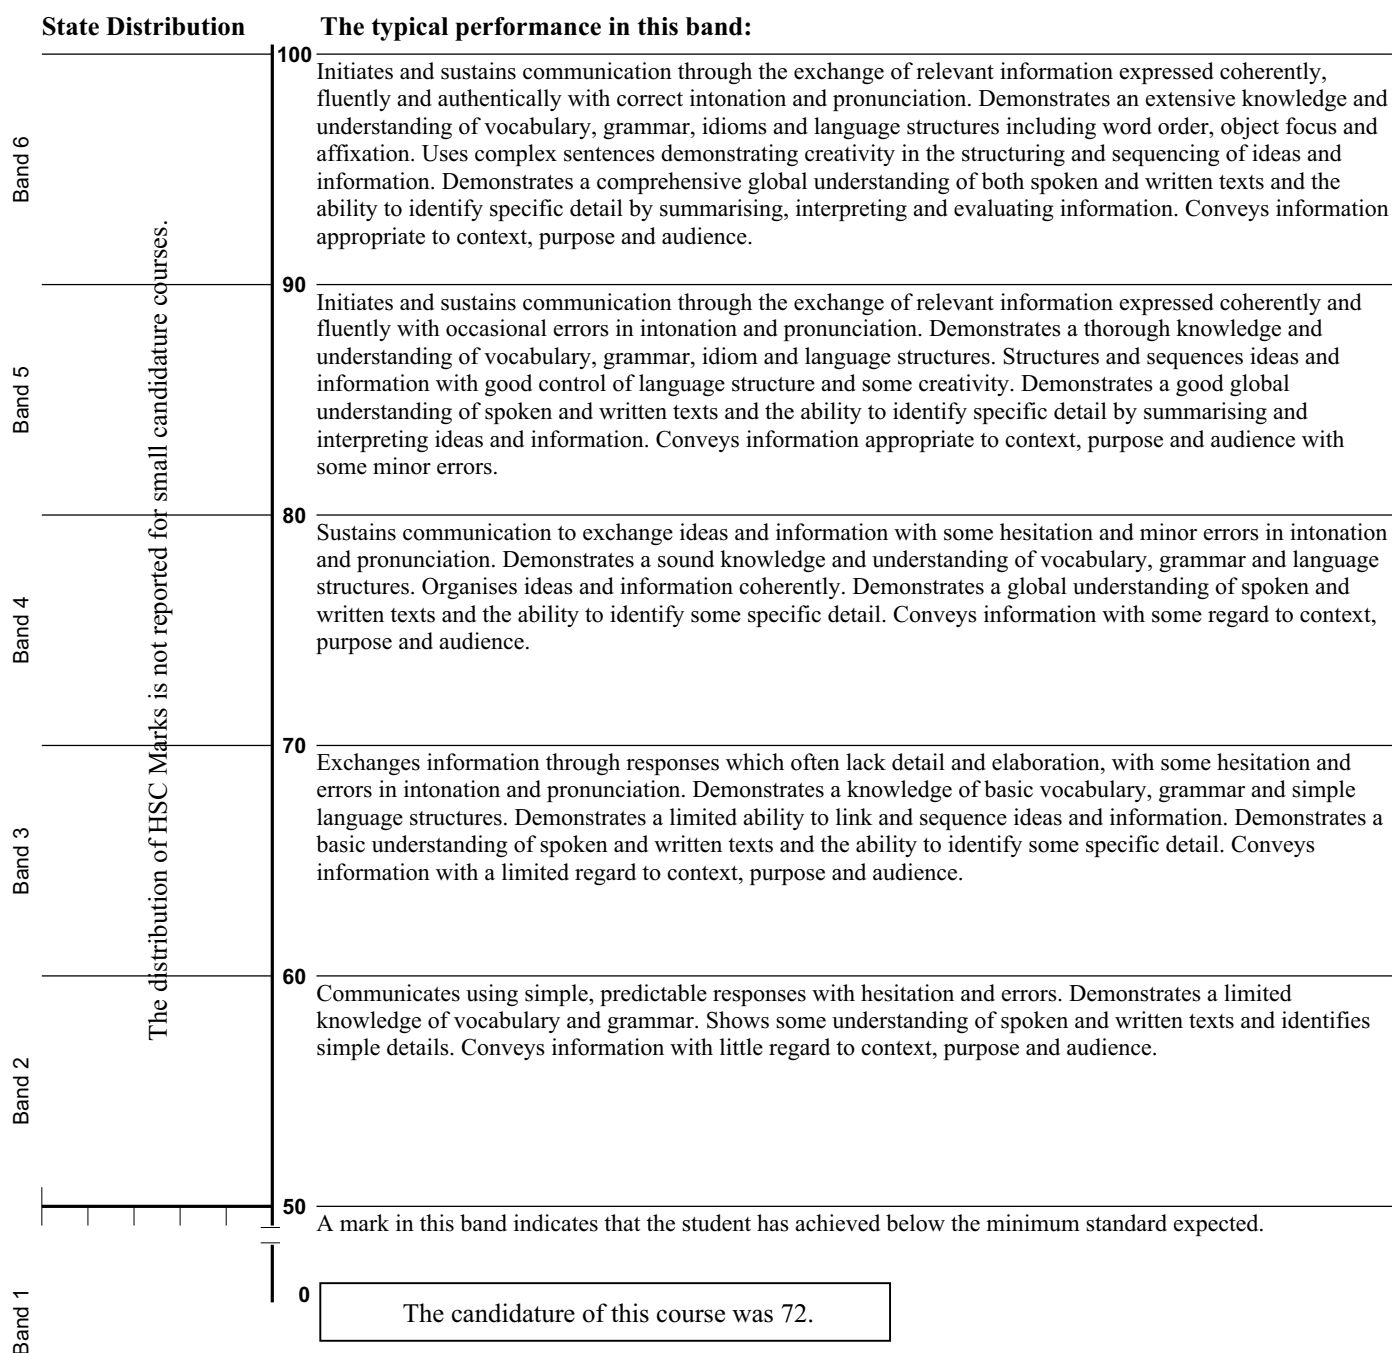 State Distribution
The typical performance in this band:
100
Initiates and sustains communication through the exchange of relevant information expressed coherently,
fluently and authentically with correct intonation and pronunciation. Demonstrates an extensive knowledge and
understanding of vocabulary, grammar, idioms and language structures including word order, object focus and
affixation. Uses complex sentences demonstrating creativity in the structuring and sequencing of ideas and
information. Demonstrates a comprehensive global understanding of both spoken and written texts and the
ability to identify specific detail by summarising, interpreting and evaluating information. Conveys information
appropriate to context, purpose and audience.
Band 6
90
Initiates and sustains communication through the exchange of relevant information expressed coherently and
fluently with occasional errors in intonation and pronunciation. Demonstrates a thorough knowledge and
understanding of vocabulary, grammar, idiom and language structures. Structures and sequences ideas and
information with good control of language structure and some creativity. Demonstrates a good global
understanding of spoken and written texts and the ability to identify specific detail by summarising and
interpreting ideas and information. Conveys information appropriate to context, purpose and audience with
some minor errors.
Band 5
80
Sustains communication to exchange ideas and information with some hesitation and minor errors in intonation
and pronunciation. Demonstrates a sound knowledge and understanding of vocabulary, grammar and language
structures. Organises ideas and information coherently. Demonstrates a global understanding of spoken and
written texts and the ability to identify some specific detail. Conveys information with some regard to context,
purpose and audience.
Band 4
The distribution of HSC Marks is not reported for small candidature courses.
70
Exchanges information through responses which often lack detail and elaboration, with some hesitation and
errors in intonation and pronunciation. Demonstrates a knowledge of basic vocabulary, grammar and simple
language structures. Demonstrates a limited ability to link and sequence ideas and information. Demonstrates a
basic understanding of spoken and written texts and the ability to identify some specific detail. Conveys
information with a limited regard to context, purpose and audience.
Band 3
60
Communicates using simple, predictable responses with hesitation and errors. Demonstrates a limited
knowledge of vocabulary and grammar. Shows some understanding of spoken and written texts and identifies
simple details. Conveys information with little regard to context, purpose and audience.
Band 2
50
A mark in this band indicates that the student has achieved below the minimum standard expected.
0
Band 1
The candidature of this course was 72.